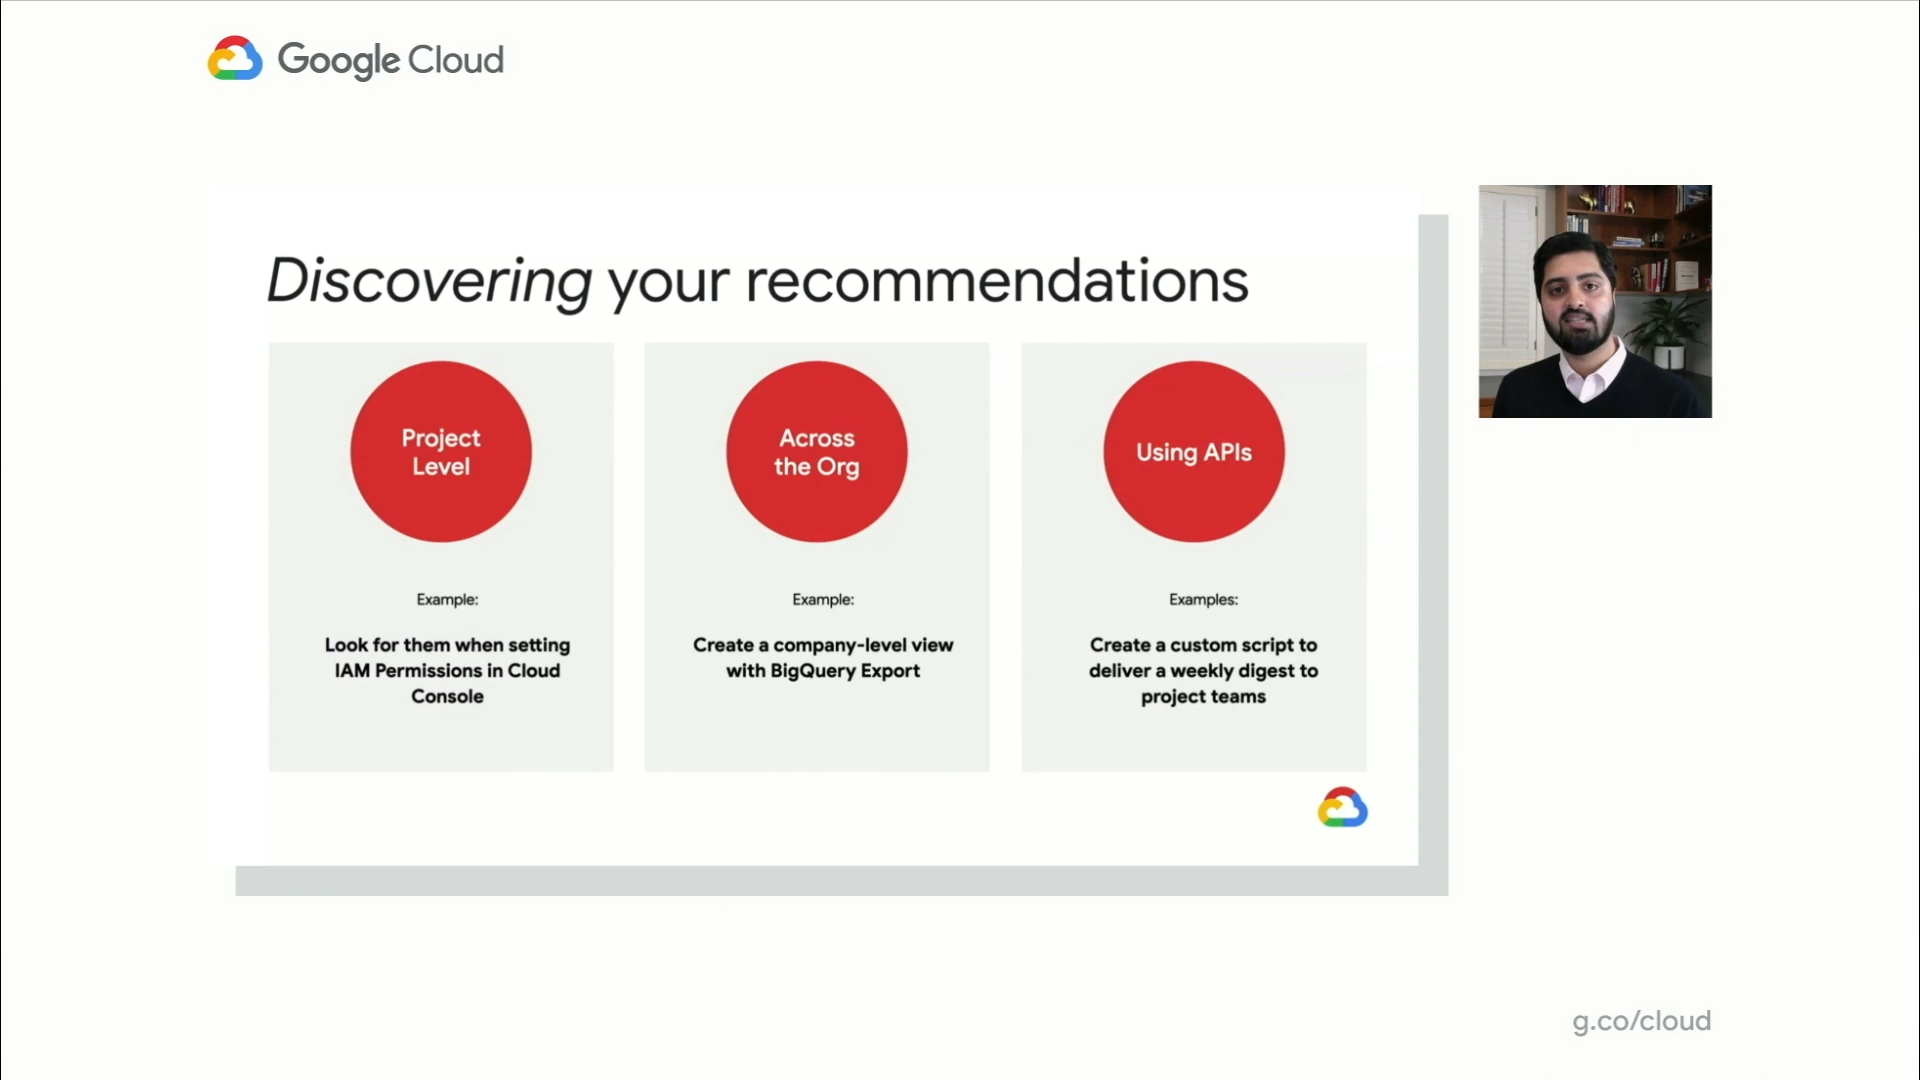 Google Cloud
Discovering your recommendations
Project
Level
Example:
Look for them when setting
IAM Permissions in Cloud
Console
Across
the Org
Example:
Create a company-level view
with BigQuery Export
Using APIs
Examples:
Create a custom script to
deliver a weekly digest to
project teams
g.co/cloud